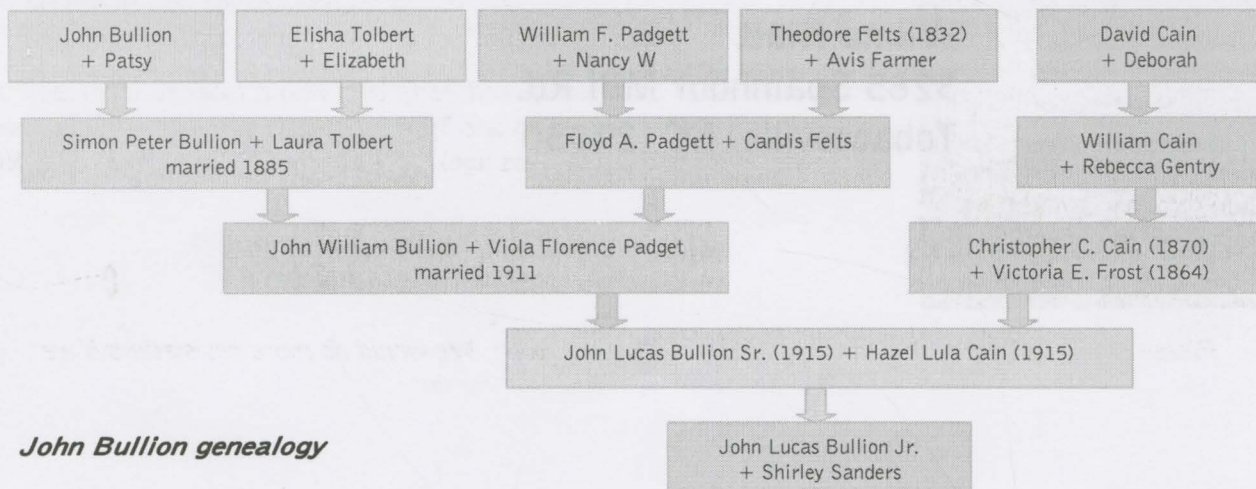 John Bullion
+ Patsy
Elisha Tolbert
+ Elizabeth
William F. Padgett
+ Nancy W
Theodore Felts (1832)
+ Avis Farmer
David Cain
+ Deborah
Simon Peter Bullion + Laura Tolbert
married 1885
Floyd A. Padgett + Candis Felts
William Cain
+ Rebecca Gentry
John William Bullion + Viola Florence Padget
married 1911
Christopher C. Cain (1870)
+ Victoria E. Frost (1864)
John Lucas Bullion Sr. (1915) + Hazel Lula Cain (1915)
John Bullion genealogy
John Lucas Bullion Jr.
+ Shirley Sanders